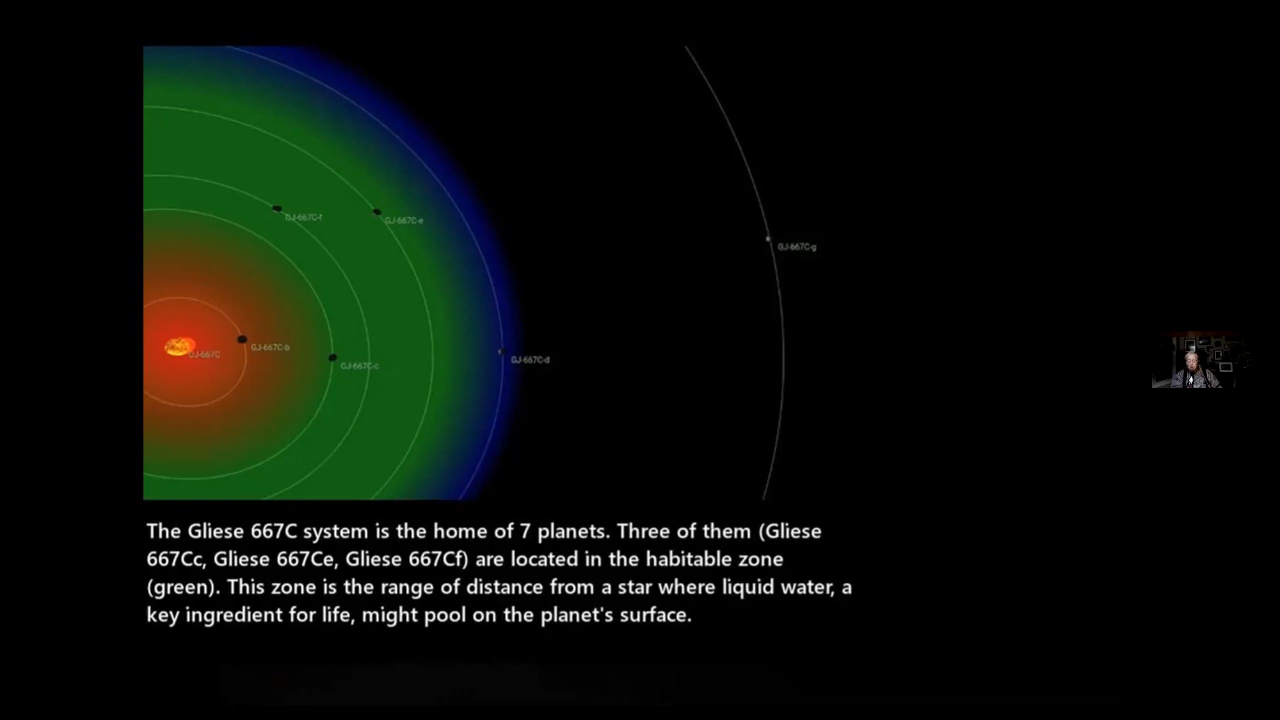 GJ-667C-f
GJ-667C-e
GJ-667C-g
GJ-667C
GJ-667C-b
GJ-667C-c
GJ-667C-d
The Gliese 667C system is the home of 7 planets. Three of them (Gliese
667Cc, Gliese 667Ce, Gliese 667Cf) are located in the habitable zone
(green). This zone is the range of distance from a star where liquid water, a
key ingredient for life, might pool on the planet's surface.